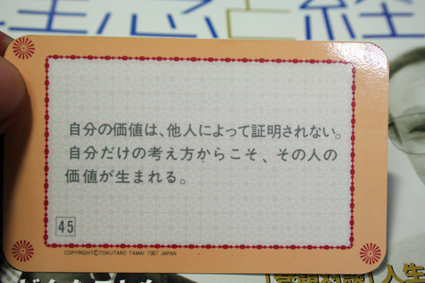 自分の価値は、他人によって証明されない。
自分だけの考え方からこそ、その人の
価値が生まれる。
45
COPYRIGHT©TOKUTARO TAMAI 1987 JAPAN
人生